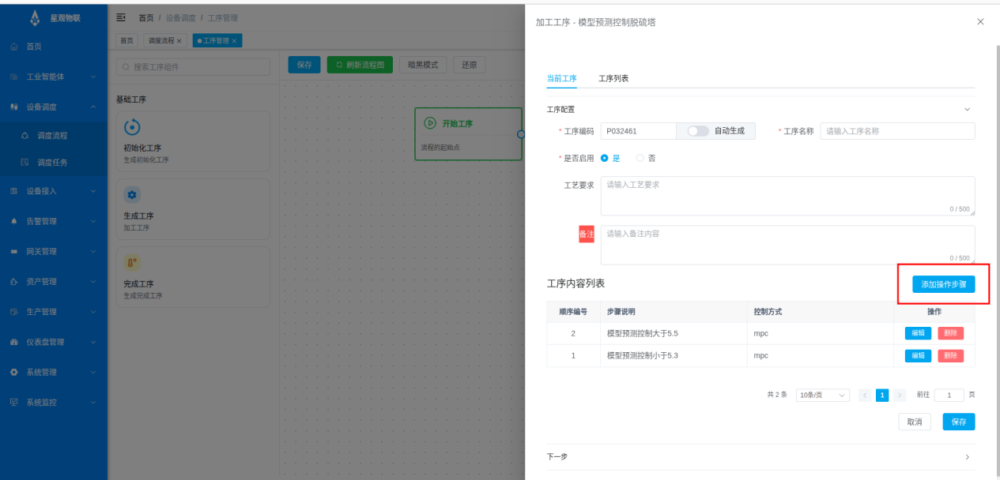 星观物联
首页
工业智能体
设备调度
调度流程
调度任务
设备接入
告警管理
网关管理
资产管理
生产管理
仪表盘管理
系统管理
系统监控
首页 / 设备调度 / 工序管理
首页 调度流程 × 工序管理 ×
搜索工序组件
基础工序
初始化工序
生成初始化工序
生成工序
加工工序
完成工序
生成完成工序
保存 刷新流程图 暗黑模式 还原
开始工序
流程的起始点
加工工序 - 模型预测控制脱硫塔
当前工序 工序列表
工序配置
* 工序编码 P032461 自动生成 * 工序名称 请输入工序名称
* 是否启用 是 否
工艺要求 请输入工艺要求
0 / 500
备注 请输入备注内容
0 / 500
工序内容列表 添加操作步骤
顺序编号 步骤说明 控制方式 操作
2 模型预测控制大于5.5 mpc 编辑 删除
1 模型预测控制小于5.3 mpc 编辑 删除
共 2 条 10条/页 1 前往 1 页
取消 保存
下一步